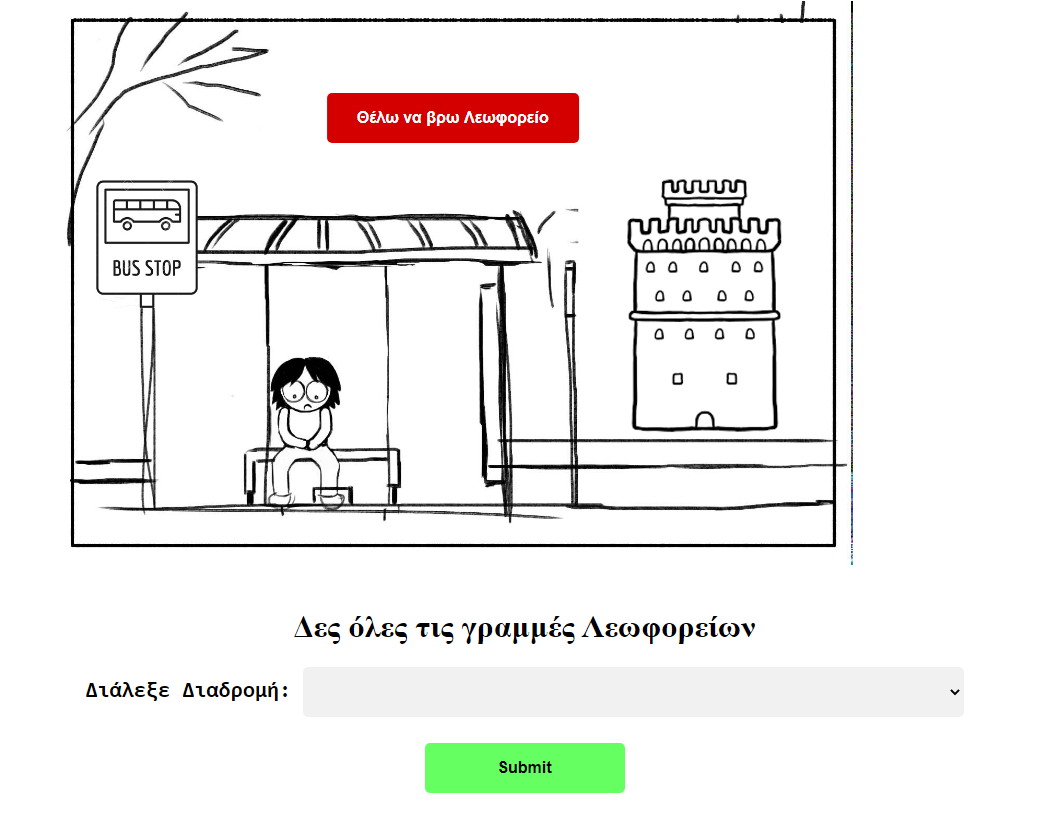 Θέλω να βρω Λεωφορείο
BUS STOP
Δες όλες τις γραμμές Λεωφορείων
Διάλεξε Διαδρομή:
Submit